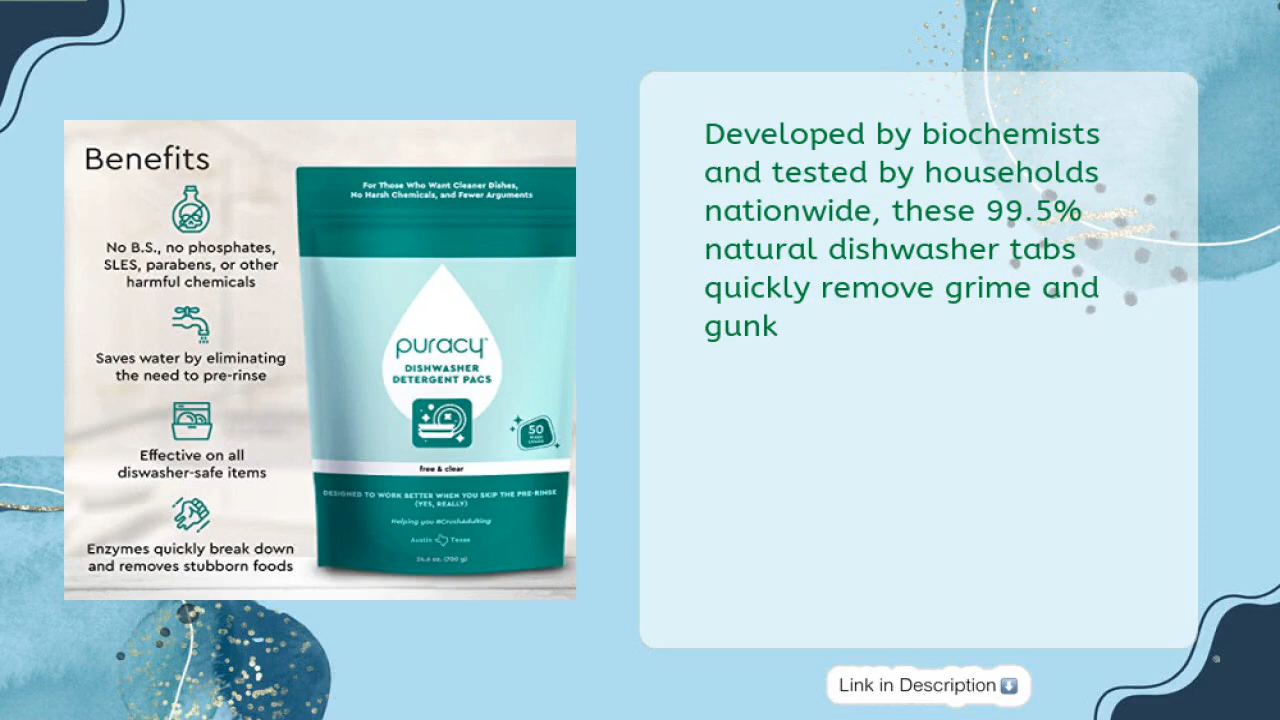 Benefits
No B.S., no phosphates,
SLES, parabens, or other
harmful chemicals
Saves water by eliminating
the need to pre-rinse
Effective on all
diswasher-safe items
Enzymes quickly break down
and removes stubborn foods
For Those Who Want Cleaner Dishes,
No Harsh Chemicals, and Fewer Arguments
puracy
DISHWASHER
DETERGENT PACS
50
free & clear
DESIGNED TO WORK BETTER WHEN YOU SKIP THE PRE-RINSE
(YES, REALLY)
Helping you #CrushAdulting
Austin Texas
Developed by biochemists
and tested by households
nationwide, these 99.5%
natural dishwasher tabs
quickly remove grime and
gunk
Link in Description